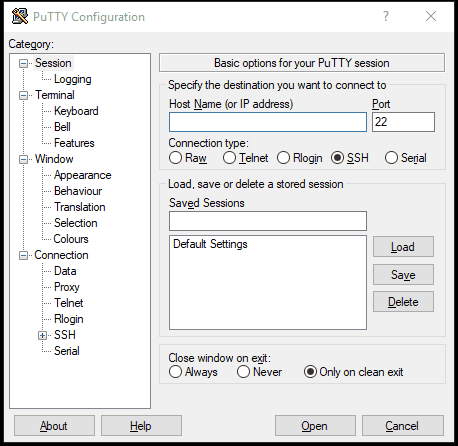 PuTTY Configuration
Category:
Session
Logging
Terminal
Keyboard
Bell
Features
Window
Appearance
Behaviour
Translation
Selection
Colours
Connection
Data
Proxy
Telnet
Rlogin
SSH
Serial
Basic options for your PuTTY session
Specify the destination you want to connect to
Host Name (or IP address) Port
22
Connection type:
Raw Telnet Rlogin SSH Serial
Load, save or delete a stored session
Saved Sessions
Default Settings
Load
Save
Delete
Close window on exit:
Always Never Only on clean exit
About Help Open Cancel